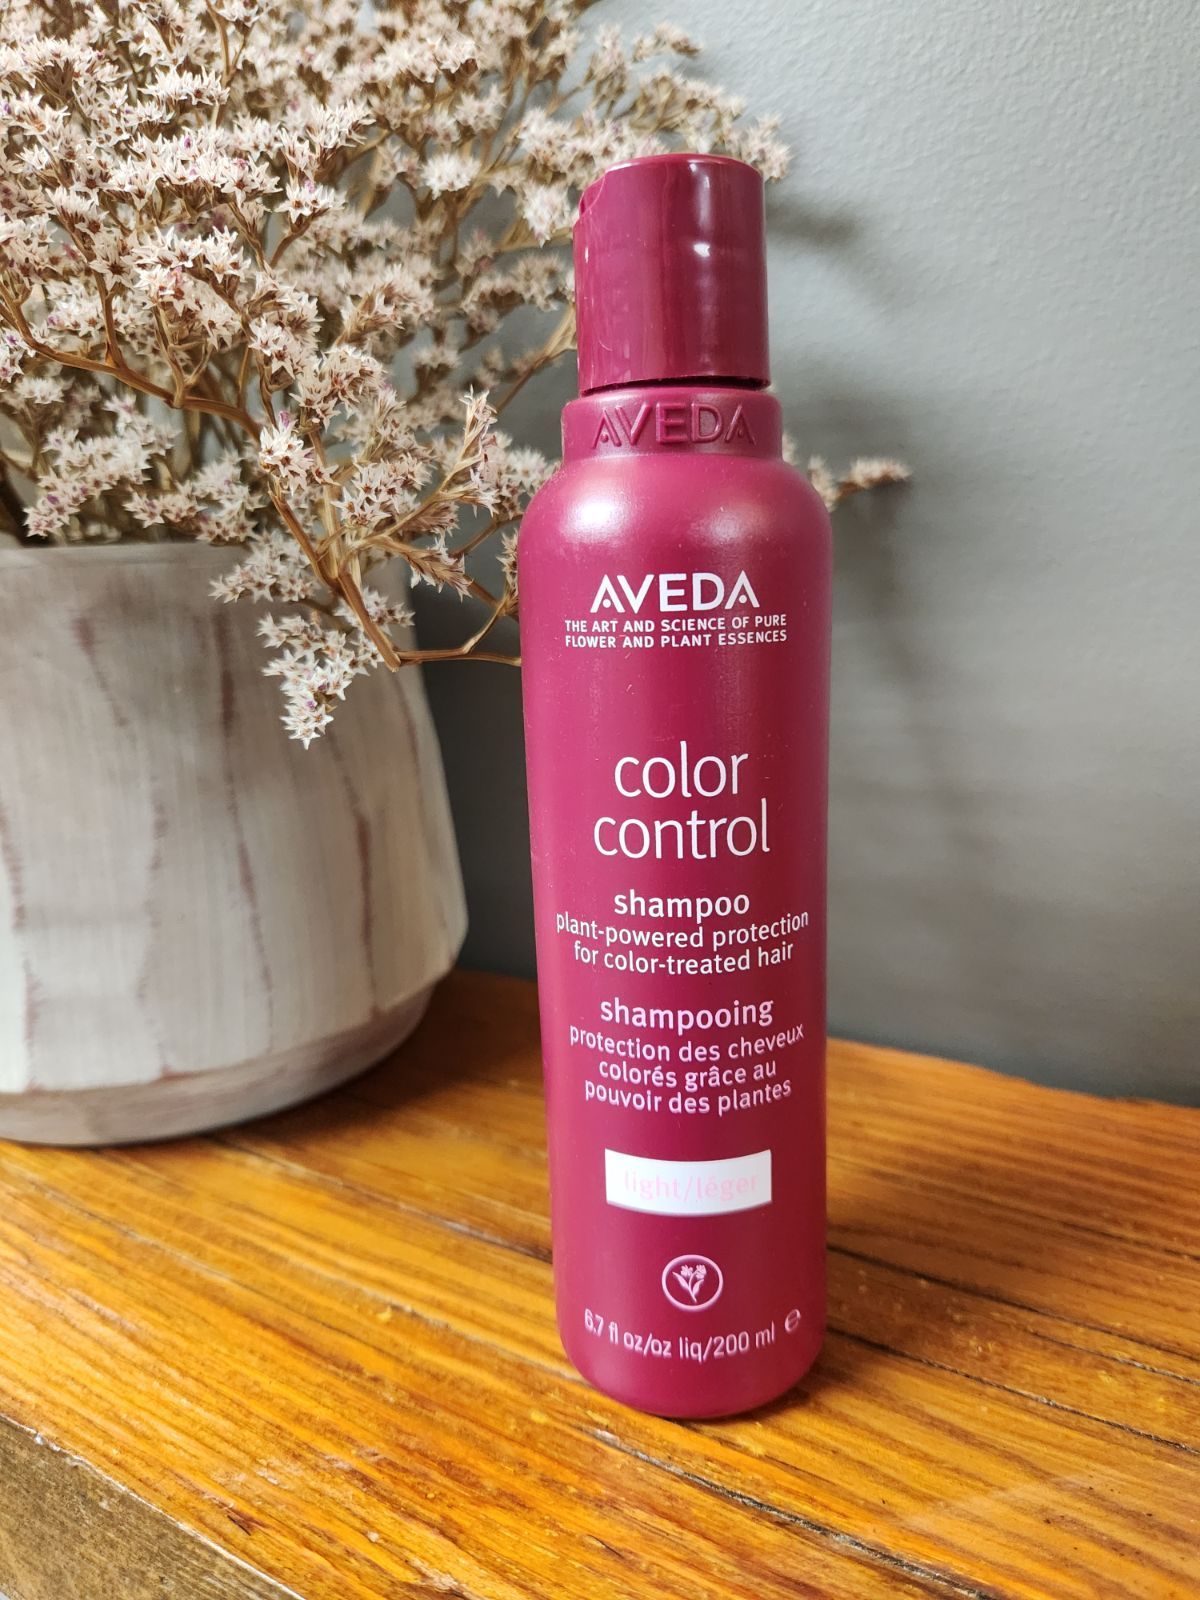 AVEDA
AVEDA
THE ART AND SCIENCE OF PURE
FLOWER AND PLANT ESSENCES
color
control
shampoo
plant-powered protection
for color-treated hair
shampooing
protection des cheveux
colorés grâce au
pouvoir des plantes
light/léger
6.7 fl oz/oz liq/200 ml ℮